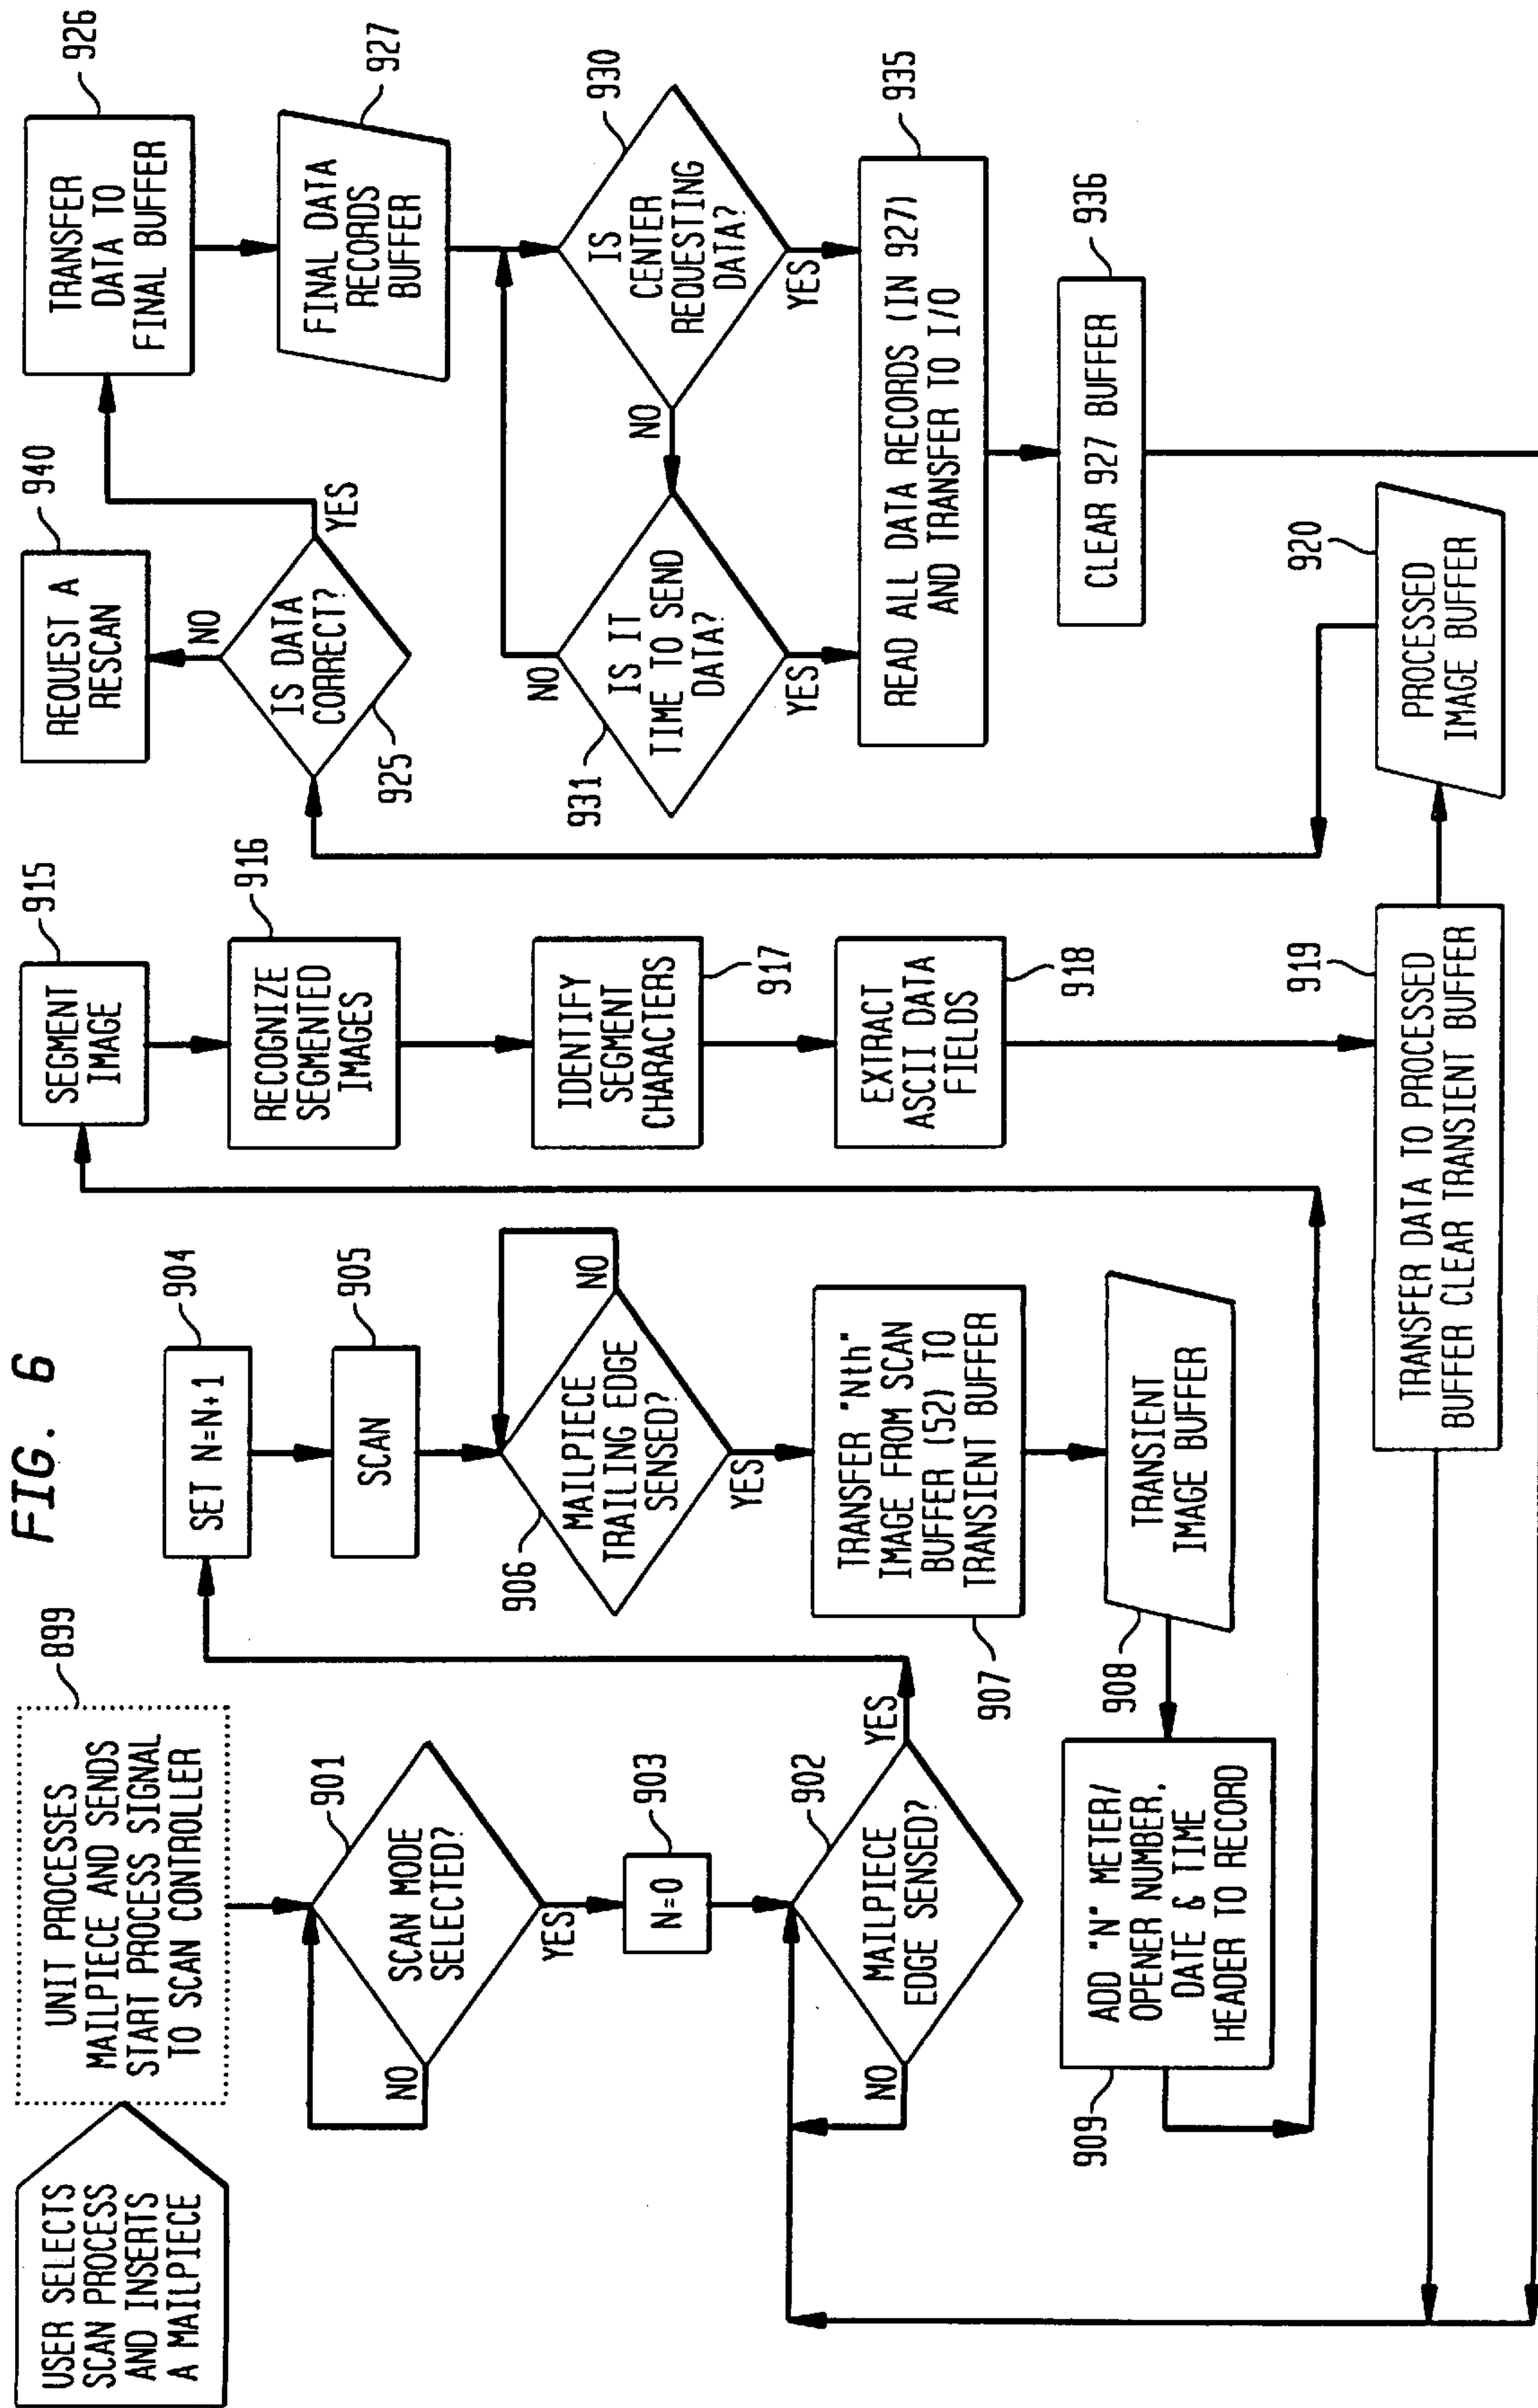 FIG. 6
USER SELECTS
SCAN PROCESS
AND INSERTS
A MAILPIECE
UNIT PROCESSES
MAILPIECE AND SENDS
START PROCESS SIGNAL
TO SCAN CONTROLLER
899
SCAN MODE
SELECTED?
901
NO
YES
N=0
903
MAILPIECE
EDGE SENSED?
902
NO
YES
SET N=N+1
904
SCAN
905
MAILPIECE
TRAILING EDGE
SENSED?
906
NO
YES
TRANSFER "Nth"
IMAGE FROM SCAN
BUFFER (52) TO
TRANSIENT BUFFER
907
TRANSIENT
IMAGE BUFFER
908
ADD "N" METER/
OPENER NUMBER,
DATE & TIME
HEADER TO RECORD
909
SEGMENT
IMAGE
915
RECOGNIZE
SEGMENTED
IMAGES
916
IDENTIFY
SEGMENT
CHARACTERS
917
EXTRACT
ASCII DATA
FIELDS
918
TRANSFER DATA TO PROCESSED
BUFFER CLEAR TRANSIENT BUFFER
919
PROCESSED
IMAGE BUFFER
920
IS DATA
CORRECT?
925
NO
YES
REQUEST A
RESCAN
940
TRANSFER
DATA TO
FINAL BUFFER
926
FINAL DATA
RECORDS
BUFFER
927
IS
CENTER
REQUESTING
DATA?
930
NO
YES
IS IT
TIME TO SEND
DATA?
931
NO
YES
READ ALL DATA RECORDS (IN 927)
AND TRANSFER TO I/O
935
CLEAR 927 BUFFER
936